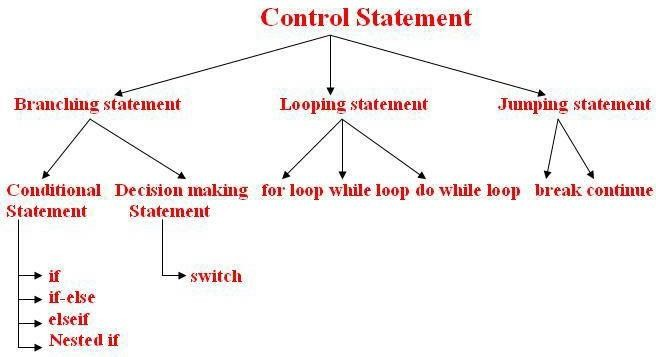 Control Statement
Branching statement
Looping statement
Jumping statement
Conditional
Statement
Decision making
Statement
for loop while loop do while loop
break continue
if
if-else
elseif
Nested if
switch